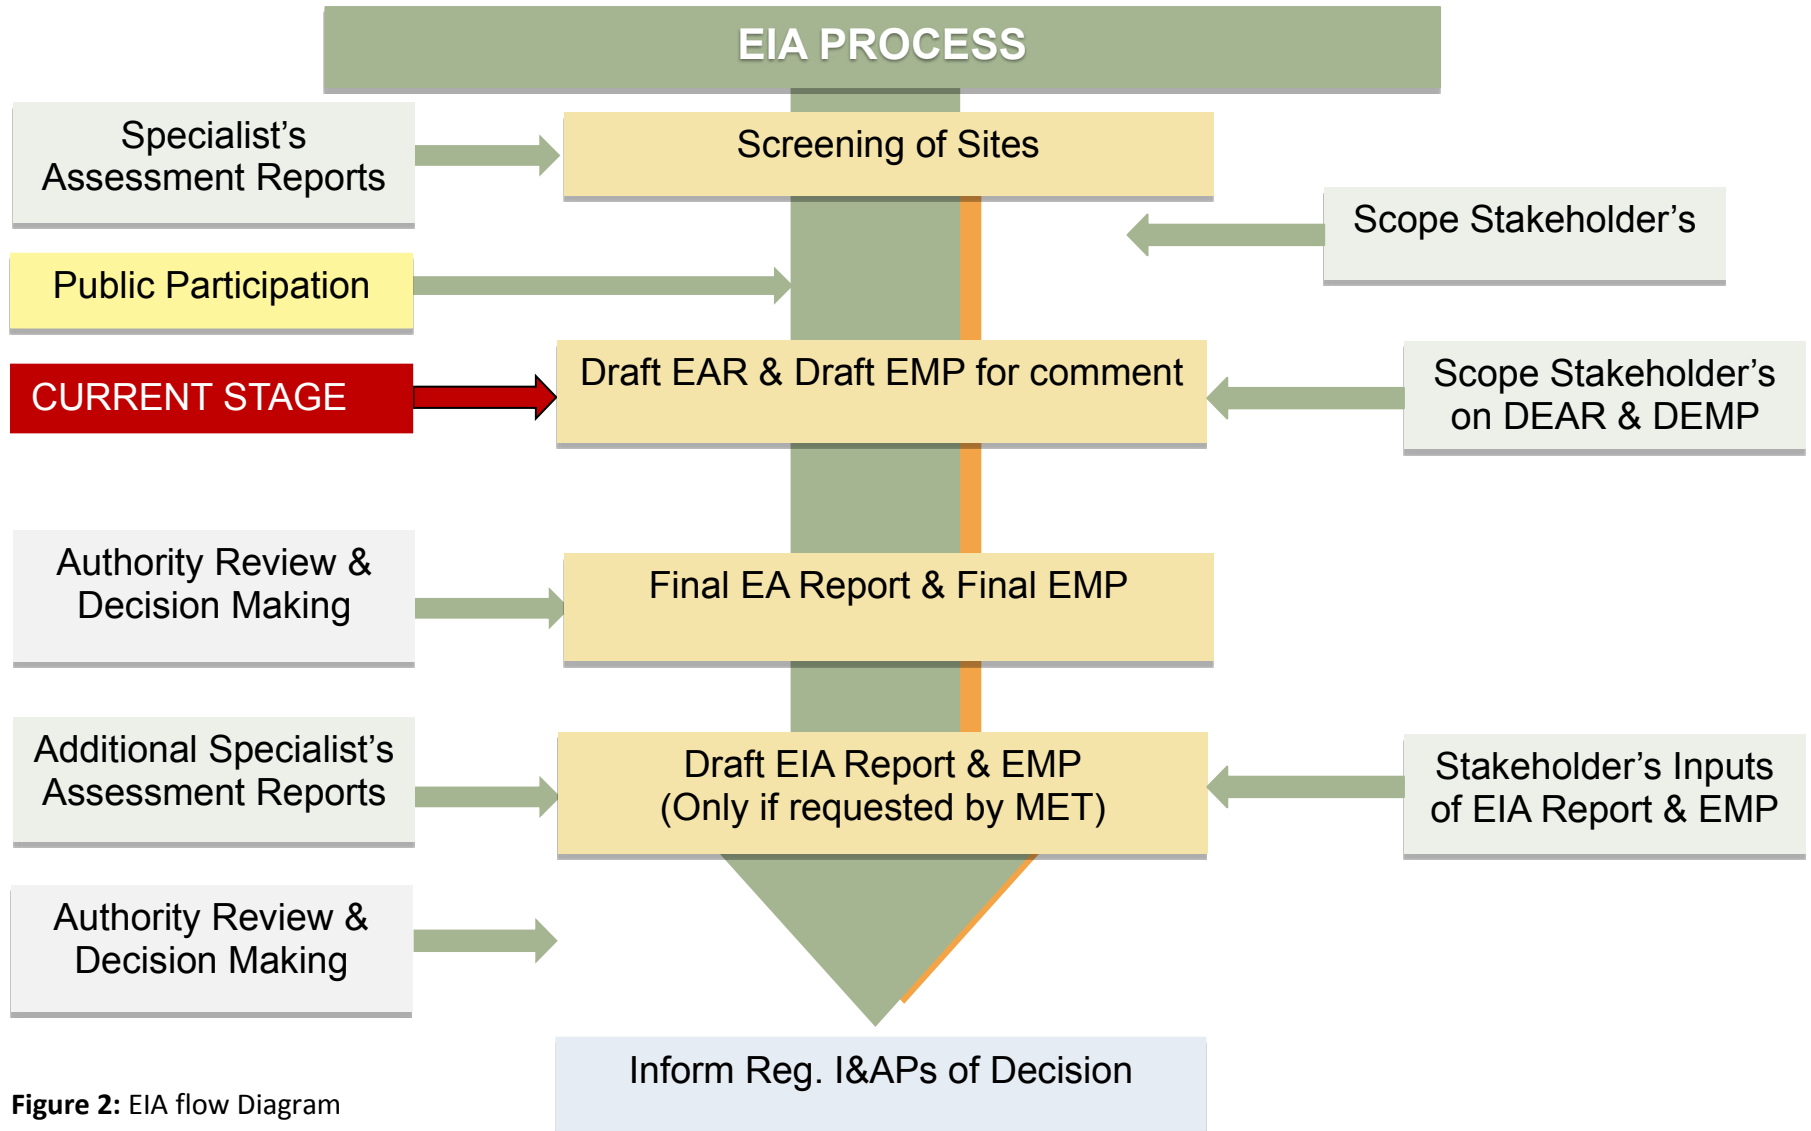 EIA PROCESS
Specialist’s
Assessment Reports
Screening of Sites
Scope Stakeholder’s
Public Participation
CURRENT STAGE
Draft EAR & Draft EMP for comment
Scope Stakeholder’s
on DEAR & DEMP
Authority Review &
Decision Making
Final EA Report & Final EMP
Additional Specialist’s
Assessment Reports
Draft EIA Report & EMP
(Only if requested by MET)
Stakeholder’s Inputs
of EIA Report & EMP
Authority Review &
Decision Making
Inform Reg. I&APs of Decision
Figure 2: EIA flow Diagram